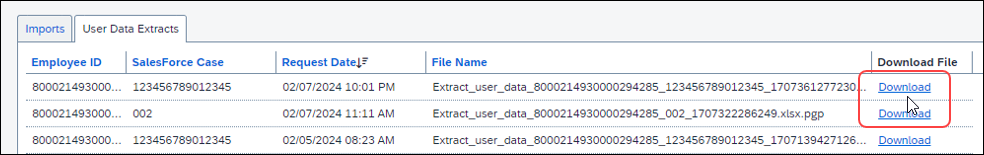 Imports User Data Extracts
Employee ID SalesForce Case Request Date File Name Download File
800021493000... 123456789012345 02/07/2024 10:01 PM Extract_user_data_8000214930000294285_123456789012345_1707361277230... Download
800021493000... 002 02/07/2024 11:11 AM Extract_user_data_8000214930000294285_002_1707322286249.xlsx.pgp Download
800021493000... 123456789012345 02/05/2024 08:23 AM Extract_user_data_8000214930000294285_123456789012345_1707139427126... Download